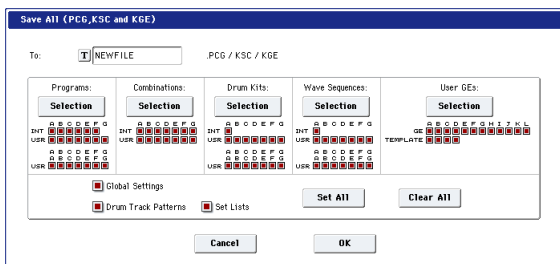 Save All (PCG,KSC and KGE)
To: T NEWFILE .PCG / KSC / KGE
Programs: Combinations: Drum Kits: Wave Sequences: User GEs:
Selection Selection Selection Selection Selection
A B C D E F A B C D E F G A B C D E F G A B C D E F G A B C D E F G H I J K L
INT INT INT INT GE
USR USR USR USR TEMPLATE
A B C D E F G A B C D E F G A B C D E F G
A B C D E F G A B C D E F G A B C D E F G
USR USR USR
Global Settings
Drum Track Patterns Set Lists Set All Clear All
Cancel OK